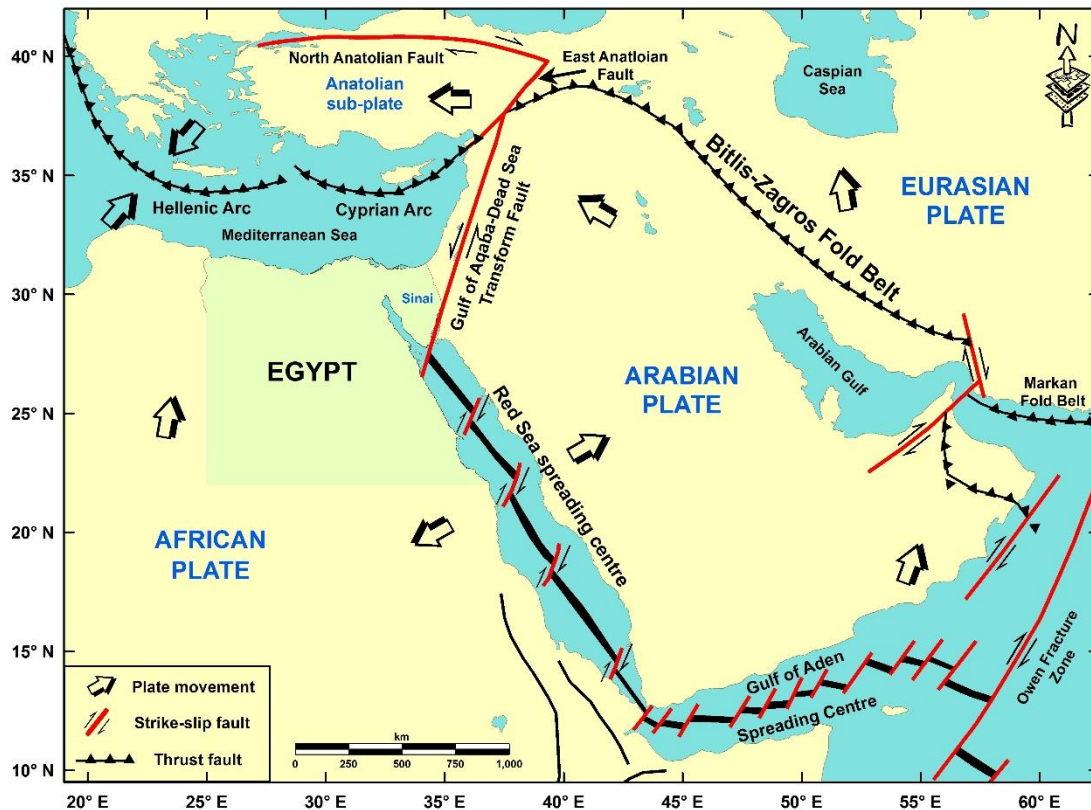 40° N
35° N
30° N
25° N
20° N
15° N
10° N
20° E
25° E
30° E
35° E
40° E
45° E
50° E
55° E
60° E
N
North Anatolian Fault
East Anatloian
Fault
Anatolian
sub-plate
Caspian
Sea
Bitlis-Zagros Fold Belt
EURASIAN
PLATE
Hellenic Arc
Cyprian Arc
Mediterranean Sea
Gulf of Aqaba-Dead Sea
Transform Fault
Sinai
EGYPT
Arabian Gulf
ARABIAN
PLATE
Markan
Fold Belt
Red Sea spreading centre
AFRICAN
PLATE
Gulf of Aden
Spreading Centre
Owen Fracture
Zone
Plate movement
Strike-slip fault
Thrust fault
km
0
250
500
750
1,000